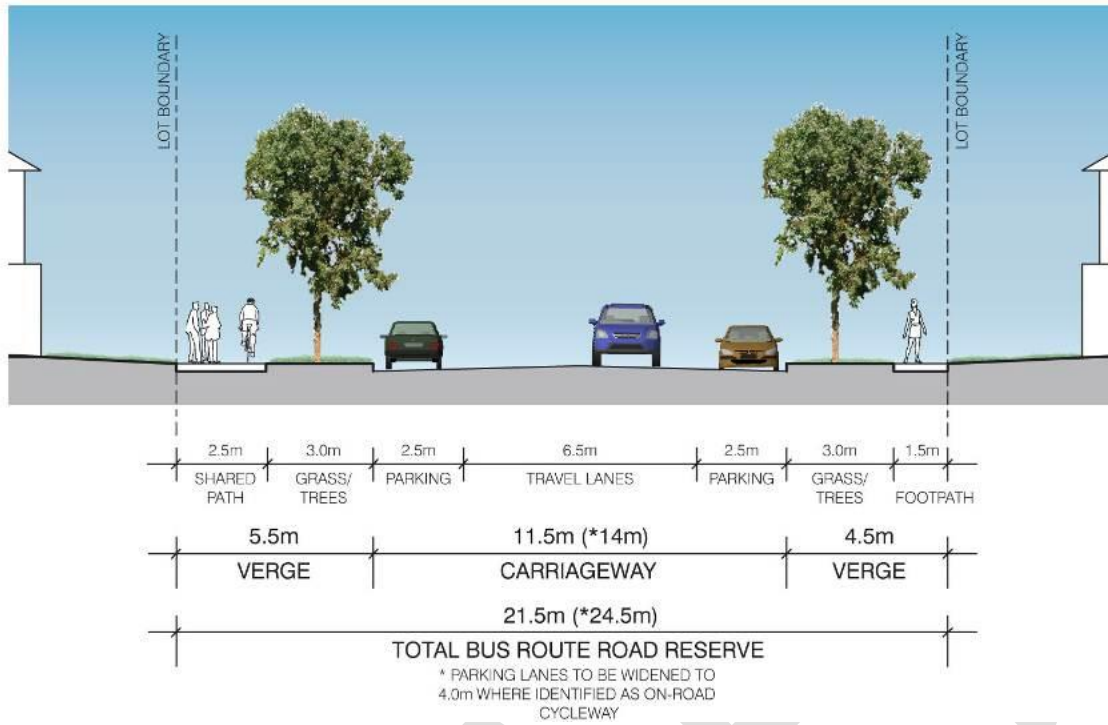 LOT BOUNDARY
LOT BOUNDARY
2.5m 3.0m 2.5m 6.5m 2.5m 3.0m 1.5m
SHARED GRASS/ PARKING TRAVEL LANES PARKING GRASS/ FOOTPATH
PATH TREES TREES
5.5m 11.5m (*14m) 4.5m
VERGE CARRIAGEWAY VERGE
21.5m (*24.5m)
TOTAL BUS ROUTE ROAD RESERVE
* PARKING LANES TO BE WIDENED TO
4.0m WHERE IDENTIFIED AS ON-ROAD
CYCLEWAY